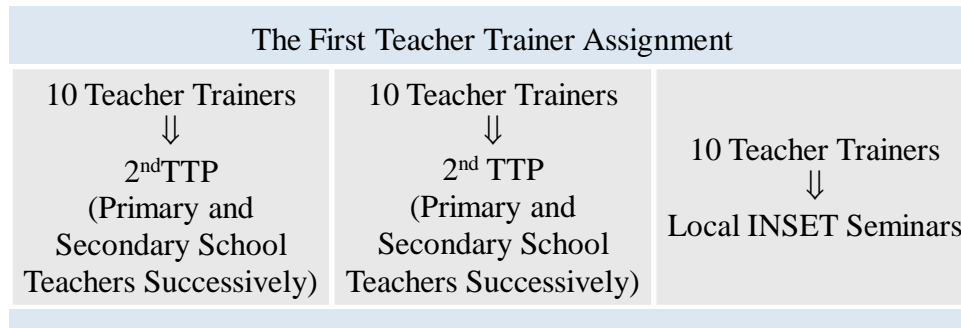 The First Teacher Trainer Assignment
10 Teacher Trainers
⇓
2ndTTP
(Primary and
Secondary School
Teachers Successively)
10 Teacher Trainers
⇓
2nd TTP
(Primary and
Secondary School
Teachers Successively)
10 Teacher Trainers
⇓
Local INSET Seminars